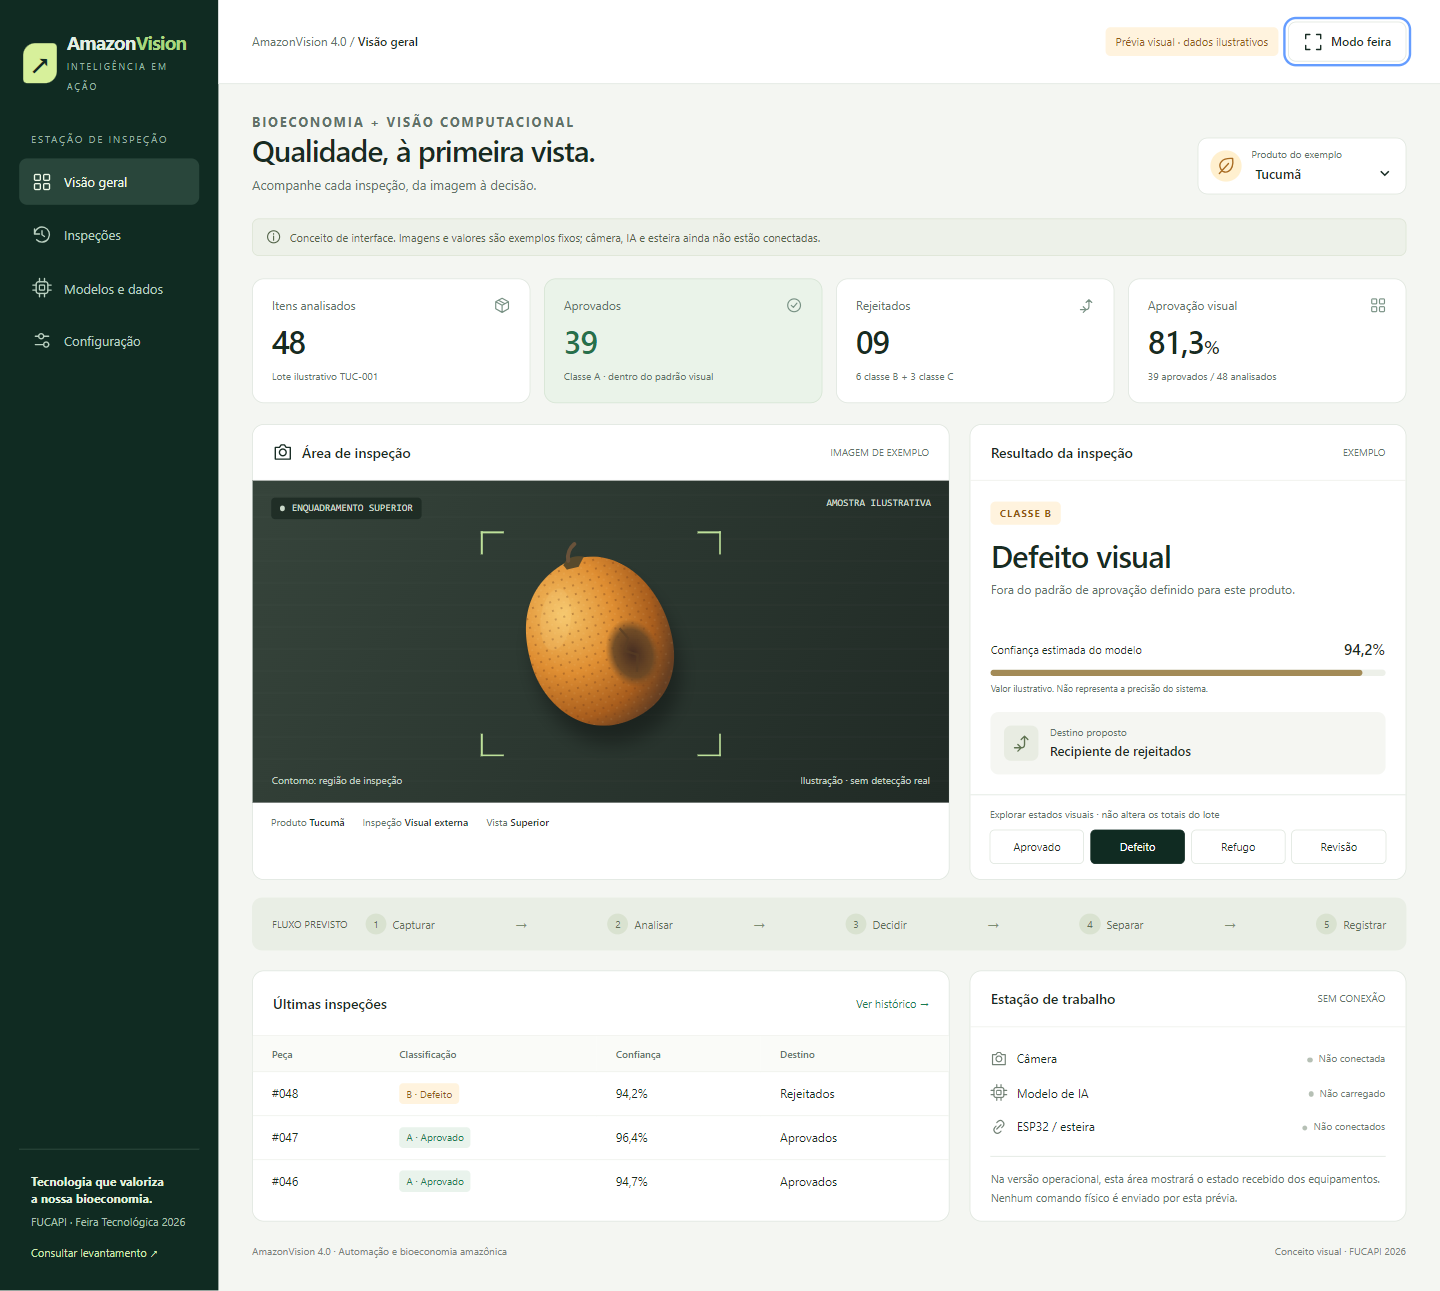 AmazonVision
INTELIGÊNCIA EM
AÇÃO
ESTAÇÃO DE INSPEÇÃO
Visão geral
Inspeções
Modelos e dados
Configuração
Tecnologia que valoriza
a nossa bioeconomia.
FUCAPI · Feira Tecnológica 2026
Consultar levantamento ↗
AmazonVision 4.0 / Visão geral
Prévia visual · dados ilustrativos
Modo feira
BIOECONOMIA + VISÃO COMPUTACIONAL
Qualidade, à primeira vista.
Acompanhe cada inspeção, da imagem à decisão.
Produto do exemplo
Tucumã
Conceito de interface. Imagens e valores são exemplos fixos; câmera, IA e esteira ainda não estão conectadas.
Itens analisados
48
Lote ilustrativo TUC-001
Aprovados
39
Classe A · dentro do padrão visual
Rejeitados
09
6 classe B + 3 classe C
Aprovação visual
81,3%
39 aprovados / 48 analisados
Área de inspeção
IMAGEM DE EXEMPLO
ENQUADRAMENTO SUPERIOR
AMOSTRA ILUSTRATIVA
Contorno: região de inspeção
Ilustração · sem detecção real
Produto Tucumã Inspeção Visual externa Vista Superior
Resultado da inspeção
EXEMPLO
CLASSE B
Defeito visual
Fora do padrão de aprovação definido para este produto.
Confiança estimada do modelo 94,2%
Valor ilustrativo. Não representa a precisão do sistema.
Destino proposto
Recipiente de rejeitados
Explorar estados visuais · não altera os totais do lote
Aprovado Defeito Refugo Revisão
FLUXO PREVISTO 1 Capturar → 2 Analisar → 3 Decidir → 4 Separar → 5 Registrar
Últimas inspeções
Ver histórico →
Peça Classificação Confiança Destino
#048 B · Defeito 94,2% Rejeitados
#047 A · Aprovado 96,4% Aprovados
#046 A · Aprovado 94,7% Aprovados
Estação de trabalho
SEM CONEXÃO
Câmera Não conectada
Modelo de IA Não carregado
ESP32 / esteira Não conectados
Na versão operacional, esta área mostrará o estado recebido dos equipamentos.
Nenhum comando físico é enviado por esta prévia.
AmazonVision 4.0 · Automação e bioeconomia amazônica
Conceito visual · FUCAPI 2026